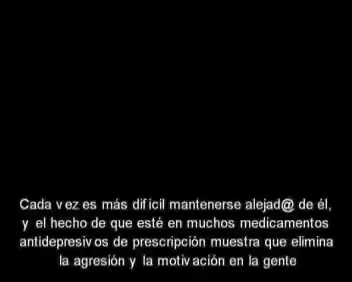 Cada vez es más difícil mantenerse alejad@ de él,
y el hecho de que esté en muchos medicamentos
antidepresivos de prescripción muestra que elimina
la agresión y la motivación en la gente